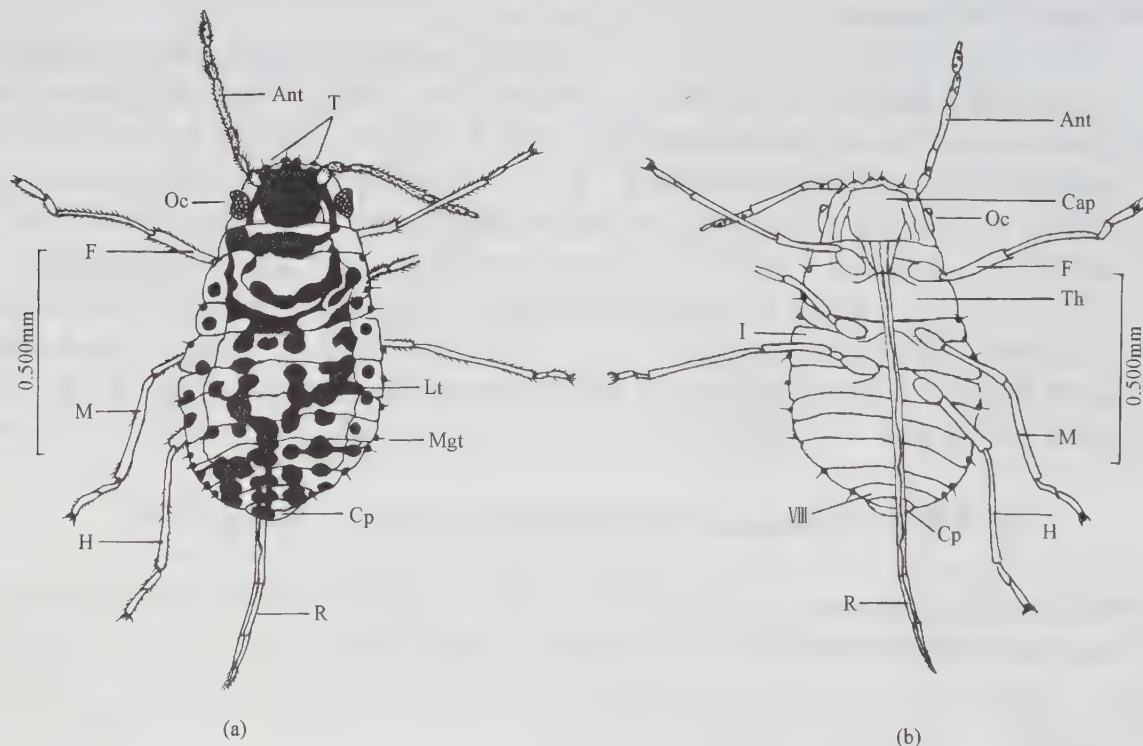 Ant
T
Oc
F
0.500mm
M
Lt
Mgt
Cp
H
R
(a)
Ant
Cap
Oc
F
Th
I
0.500mm
M
VIII
Cp
H
R
(b)